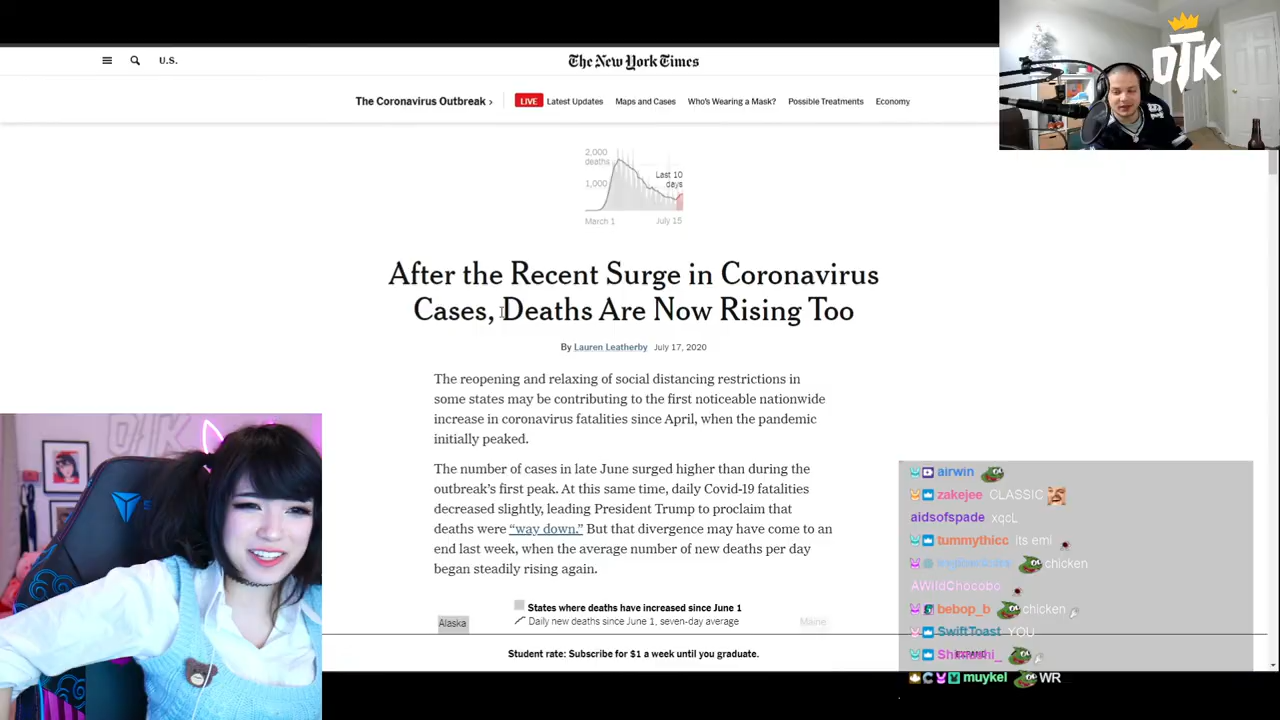 U.S.
The New York Times
OTK
The Coronavirus Outbreak ›
LIVE Latest Updates Maps and Cases Who's Wearing a Mask? Possible Treatments Economy
2,000
deaths
1,000
Last 10
days
March 1 July 15
After the Recent Surge in Coronavirus
Cases, Deaths Are Now Rising Too
By Lauren Leatherby July 17, 2020
The reopening and relaxing of social distancing restrictions in
some states may be contributing to the first noticeable nationwide
increase in coronavirus fatalities since April, when the pandemic
initially peaked.
The number of cases in late June surged higher than during the
outbreak's first peak. At this same time, daily Covid-19 fatalities
decreased slightly, leading President Trump to proclaim that
deaths were “way down.” But that divergence may have come to an
end last week, when the average number of new deaths per day
began steadily rising again.
States where deaths have increased since June 1
Daily new deaths since June 1, seven-day average
Alaska
Maine
Student rate: Subscribe for $1 a week until you graduate.
airwin
zakejee CLASSIC
aidsofspade xqcL
tummythicc its emi
chicken
AWildChocobo
bebop_b chicken
SwiftToast YOU
EXPAND
muykel WR